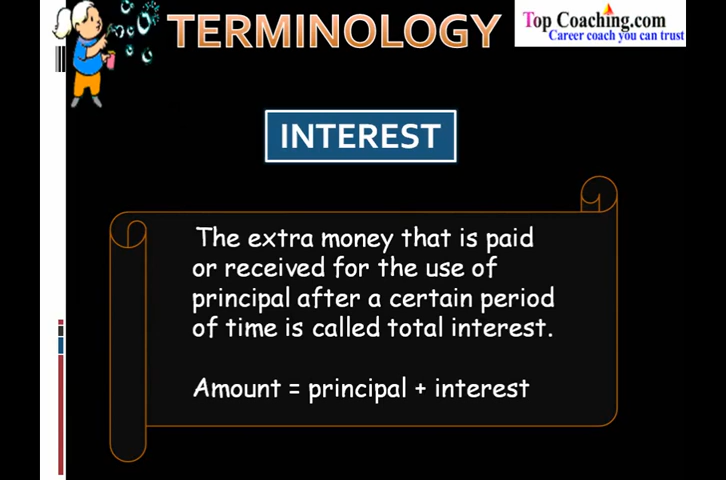 TERMINOLOGY
Top Coaching.com
Career coach you can trust
INTEREST
The extra money that is paid
or received for the use of
principal after a certain period
of time is called total interest.
Amount = principal + interest